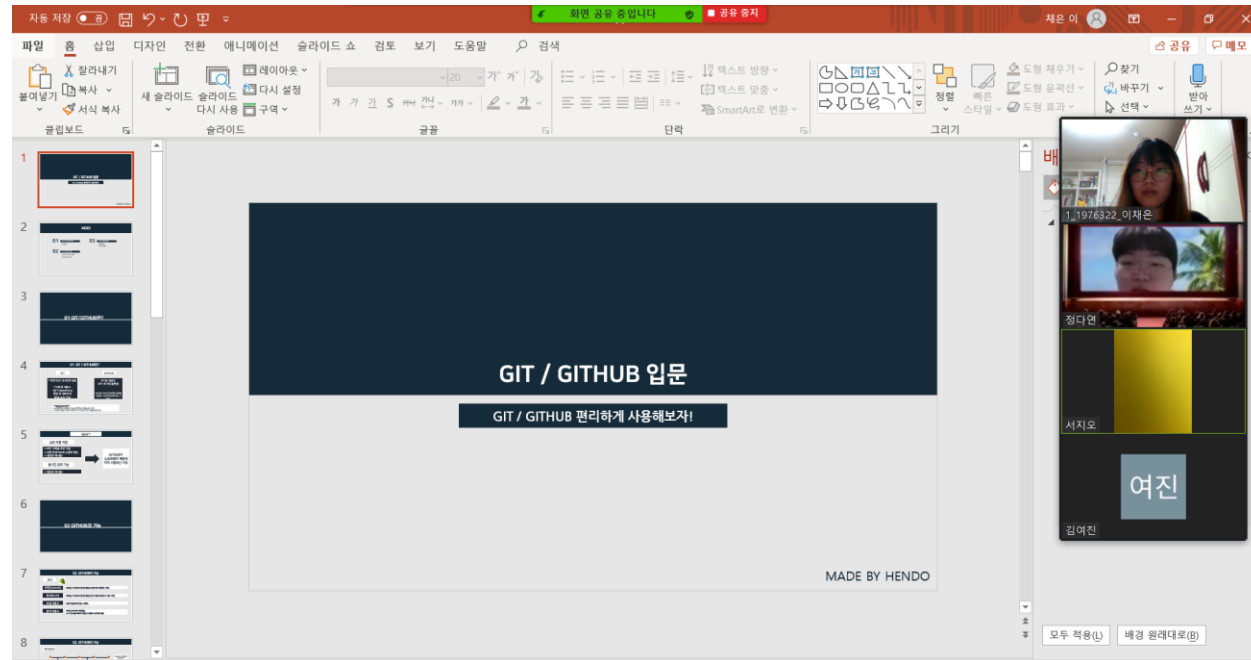 자동 저장
화면 공유 중입니다
공유 중지
채은 이
파일 홈 삽입 디자인 전환 애니메이션 슬라이드 쇼 검토 보기 도움말 검색
공유 메모
붙여넣기
잘라내기
복사
서식 복사
클립보드
새 슬라이드
슬라이드 다시 사용
레이아웃
다시 설정
구역
슬라이드
20
글꼴
텍스트 방향
텍스트 맞춤
SmartArt로 변환
단락
정렬
빠른 스타일
도형 채우기
도형 윤곽선
도형 효과
그리기
찾기
바꾸기
선택
받아쓰기
1
2
3
4
5
6
7
8
GIT / GITHUB 입문
GIT / GITHUB 편리하게 사용해보자!
MADE BY HENDO
1_1976322_이채은
정다연
서지오
여진
김여진
모두 적용(L)
배경 원래대로(B)